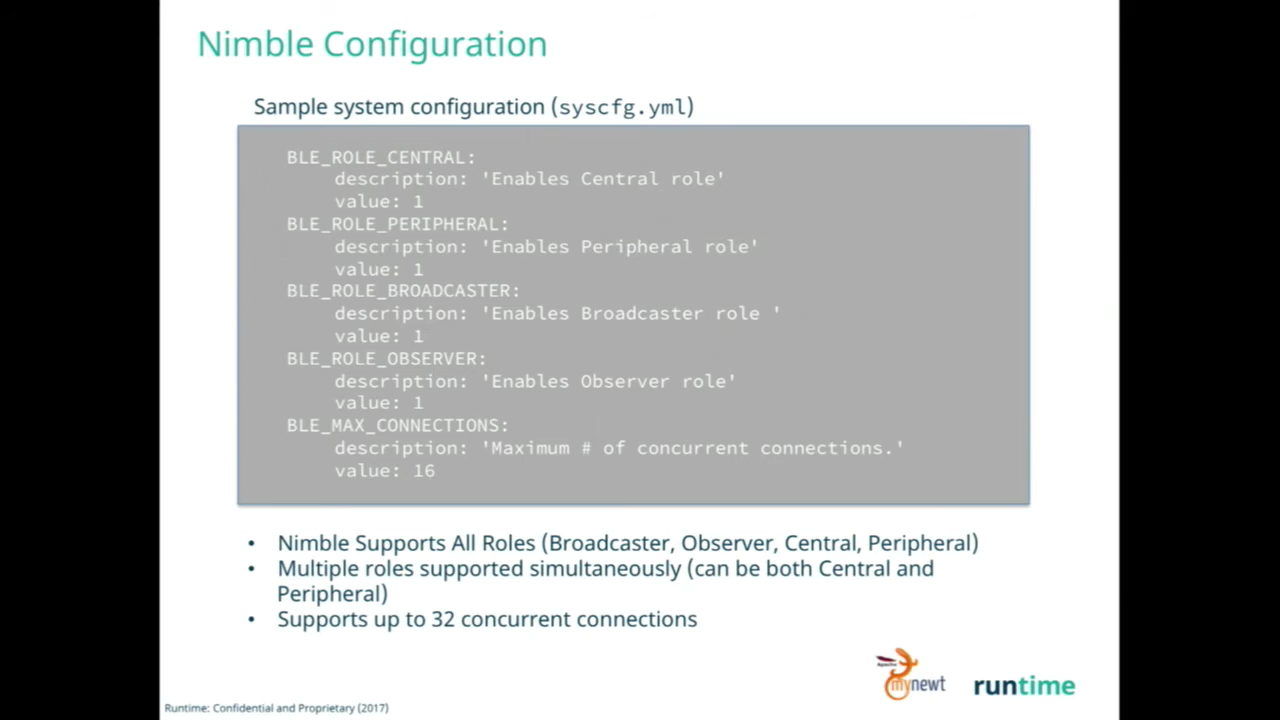 Nimble Configuration
Sample system configuration (syscfg.yml)
BLE_ROLE_CENTRAL:
description: 'Enables Central role'
value: 1
BLE_ROLE_PERIPHERAL:
description: 'Enables Peripheral role'
value: 1
BLE_ROLE_BROADCASTER:
description: 'Enables Broadcaster role '
value: 1
BLE_ROLE_OBSERVER:
description: 'Enables Observer role'
value: 1
BLE_MAX_CONNECTIONS:
description: 'Maximum # of concurrent connections.'
value: 16
• Nimble Supports All Roles (Broadcaster, Observer, Central, Peripheral)
• Multiple roles supported simultaneously (can be both Central and
Peripheral)
• Supports up to 32 concurrent connections
Apache
mynewt
runtime
Runtime: Confidential and Proprietary (2017)